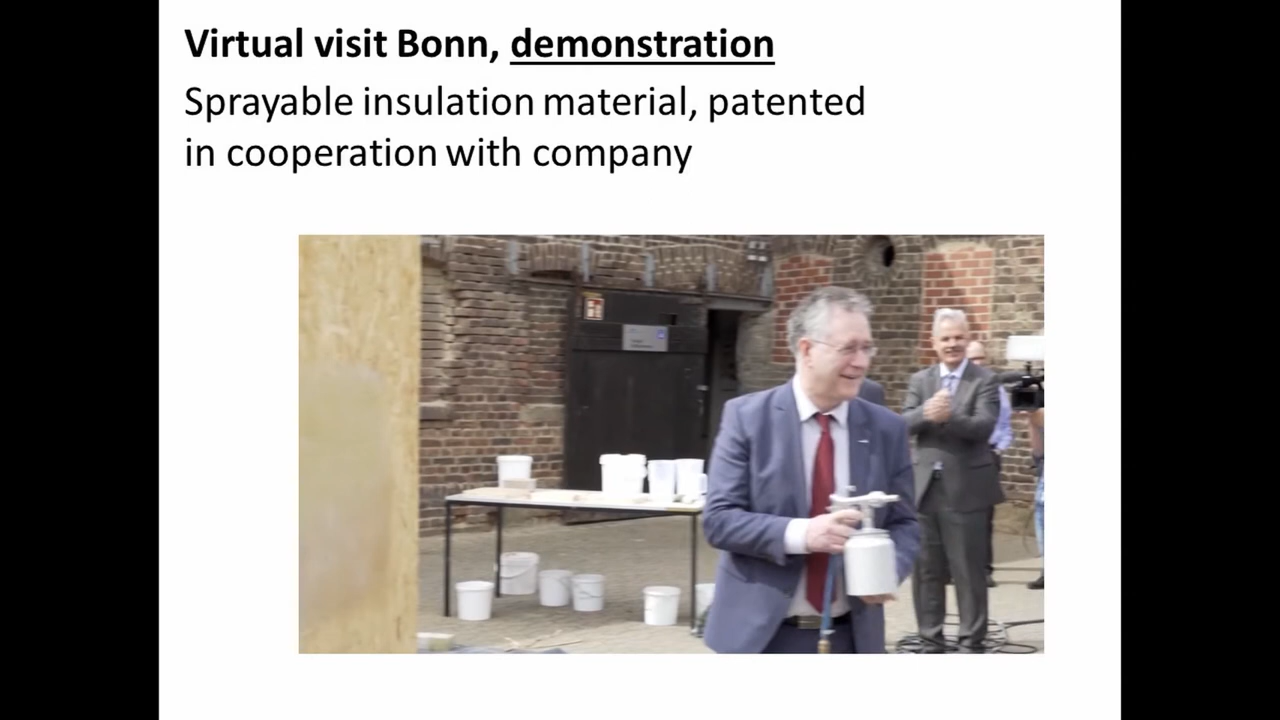 Virtual visit Bonn, demonstration
Sprayable insulation material, patented
in cooperation with company